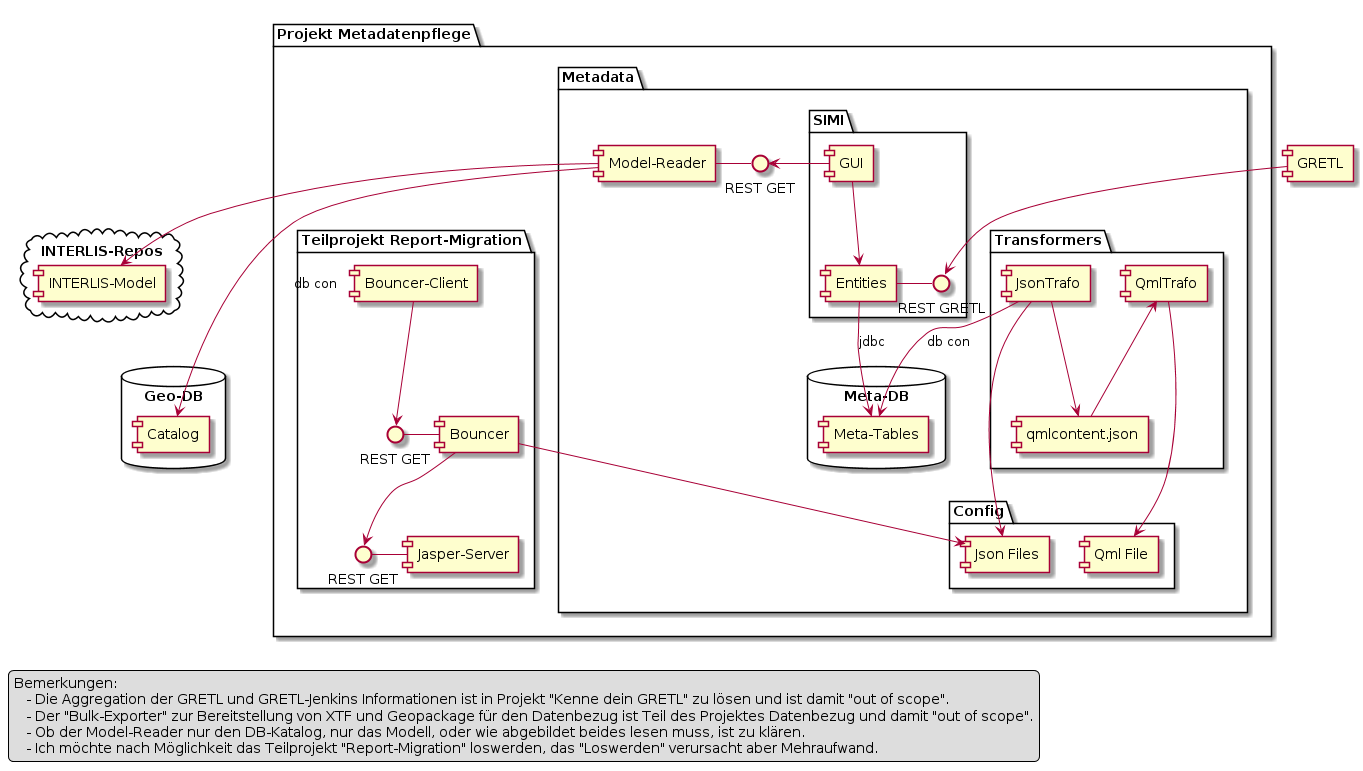 Projekt Metadatenpflege
Metadata
SIMI
Model-Reader
REST GET
GUI
GRETL
INTERLIS-Repos
INTERLIS-Model
Teilprojekt Report-Migration
db con
Bouncer-Client
Entities
REST GRETL
Transformers
JsonTrafo
QmlTrafo
jdbc
db con
Geo-DB
Catalog
REST GET
Bouncer
Meta-DB
Meta-Tables
qmlcontent.json
REST GET
Jasper-Server
Config
Json Files
Qml File
Bemerkungen:
- Die Aggregation der GRETL und GRETL-Jenkins Informationen ist in Projekt "Kenne dein GRETL" zu lösen und ist damit "out of scope".
- Der "Bulk-Exporter" zur Bereitstellung von XTF und Geopackage für den Datenbezug ist Teil des Projektes Datenbezug und damit "out of scope".
- Ob der Model-Reader nur den DB-Katalog, nur das Modell, oder wie abgebildet beides lesen muss, ist zu klären.
- Ich möchte nach Möglichkeit das Teilprojekt "Report-Migration" loswerden, das "Loswerden" verursacht aber Mehraufwand.